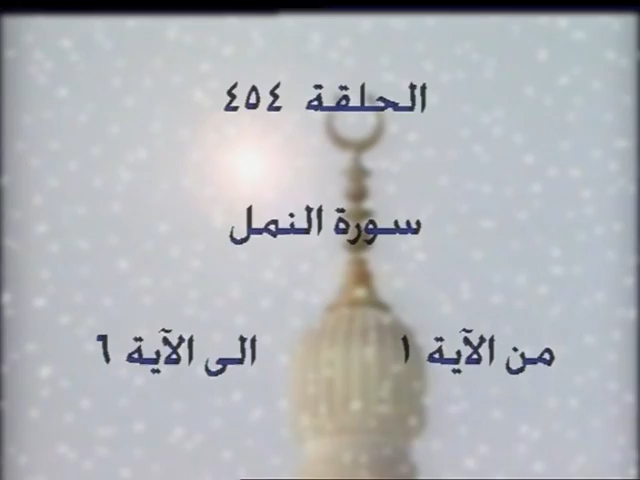 الحلقة ٤٥٤
سورة النمل
من الآية ١ الى الآية ٦